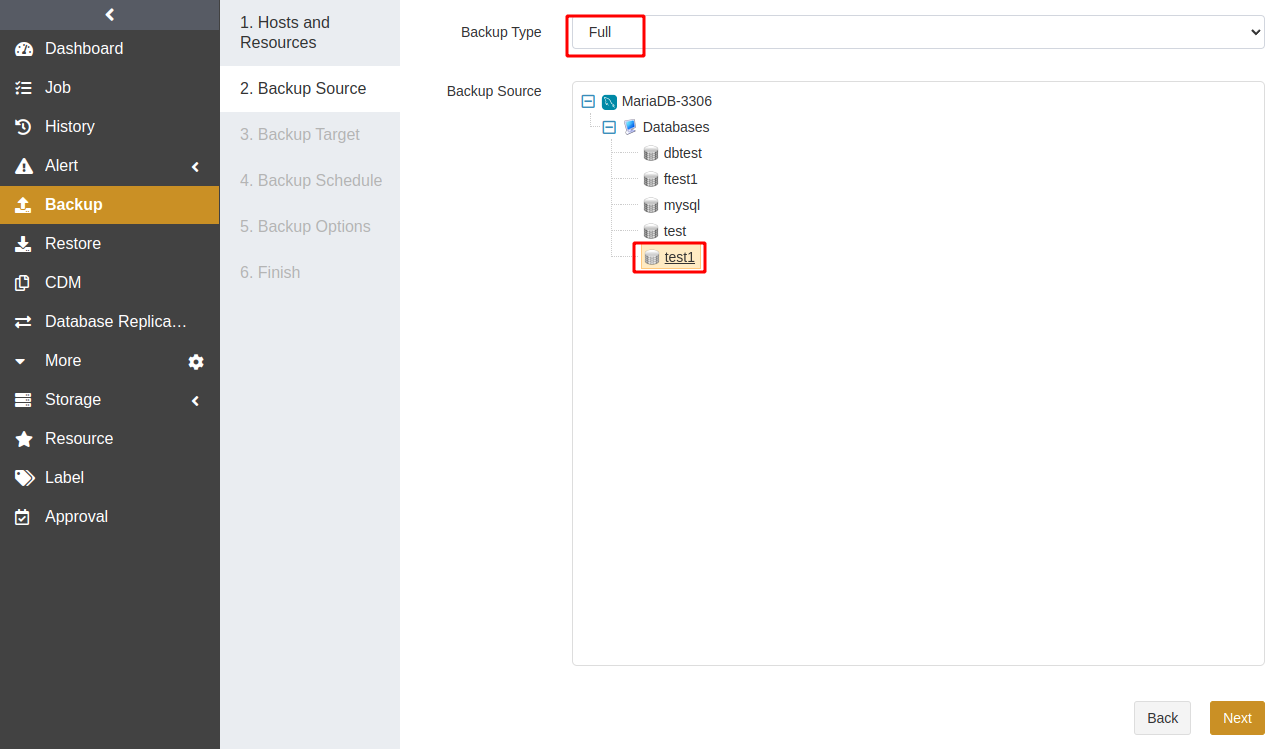 Dashboard
Job
History
Alert
Backup
Restore
CDM
Database Replica…
More
Storage
Resource
Label
Approval
1. Hosts and
Resources
2. Backup Source
3. Backup Target
4. Backup Schedule
5. Backup Options
6. Finish
Backup Type
Full
Backup Source
MariaDB-3306
Databases
dbtest
ftest1
mysql
test
test1
Back
Next